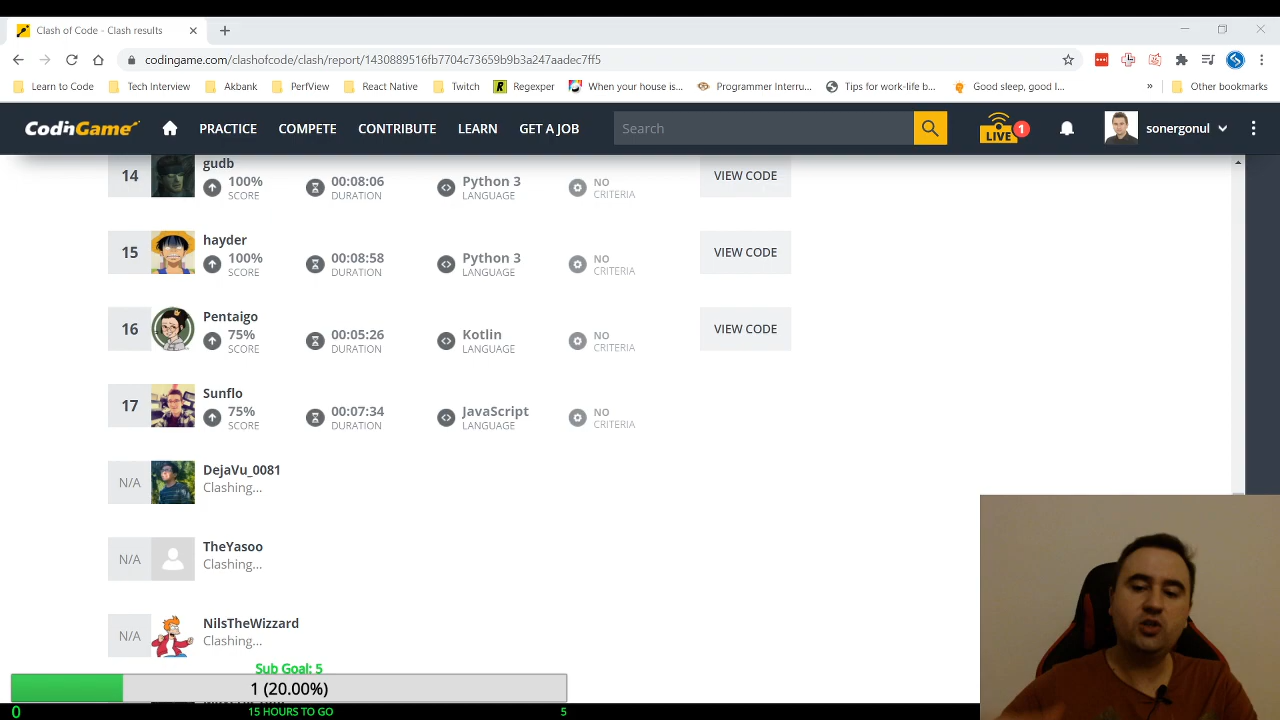 Clash of Code - Clash results
codingame.com/clashofcode/clash/report/1430809516fb7704c73659b9b3a247aadec7ff5
Learn to Code Tech Interview Akbank PerfView React Native Twitch Regexper When your house is... Programmer Interru... Tips for work-life b... Good sleep, good l... » Other bookmarks
CodinGame PRACTICE COMPETE CONTRIBUTE LEARN GET A JOB Search LIVE 1 sonergonul
14 gudb
100% 00:08:06 Python 3 NO VIEW CODE
SCORE DURATION LANGUAGE CRITERIA
15 hayder
100% 00:08:58 Python 3 NO VIEW CODE
SCORE DURATION LANGUAGE CRITERIA
16 Pentaigo
75% 00:05:26 Kotlin NO VIEW CODE
SCORE DURATION LANGUAGE CRITERIA
17 Sunflo
75% 00:07:34 JavaScript NO
SCORE DURATION LANGUAGE CRITERIA
N/A DejaVu_0081
Clashing...
N/A TheYasoo
Clashing...
N/A NilsTheWizzard
Clashing...
Sub Goal: 5
1 (20.00%)
0 15 HOURS TO GO 5